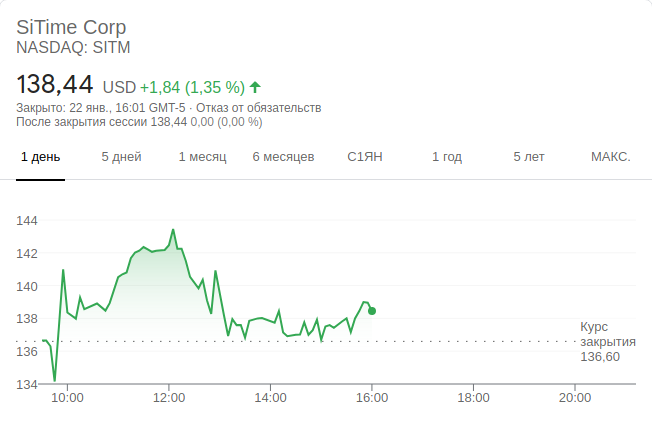 SiTime Corp
NASDAQ: SITM
138,44 USD +1,84 (1,35 %)
Закрыто: 22 янв., 16:01 GMT-5 · Отказ от обязательств
После закрытия сессии 138,44 0,00 (0,00 %)
1 день 5 дней 1 месяц 6 месяцев С1ЯН 1 год 5 лет МАКС.
144
142
140
138
Курс
закрытия
136,60
136
134
10:00 12:00 14:00 16:00 18:00 20:00